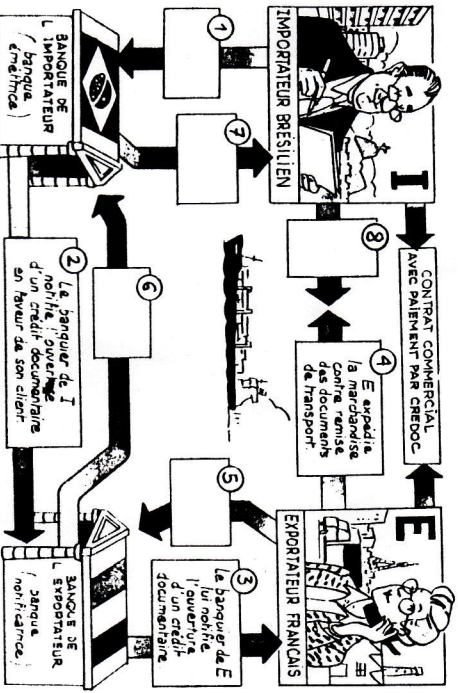 CONTRAT COMMERCIAL
AVEC PAIEMENT PAR CREDOC
I
IMPORTATEUR BRESILIEN
E
EXPORTATEUR FRANÇAIS
1
BANQUE DE
L'IMPORTATEUR
(banque
émettrice)
2
Le banquier de I
notifie l'ouverture
d'un crédit documentaire
en faveur de son client
3
Le banquier de E
lui notifie
l'ouverture
d'un crédit
documentaire
BANQUE DE
L'EXPORTATEUR
(banque
notificatrice)
4
E expédie
la marchandise
contre remise
des documents
de transport.
5
6
7
8